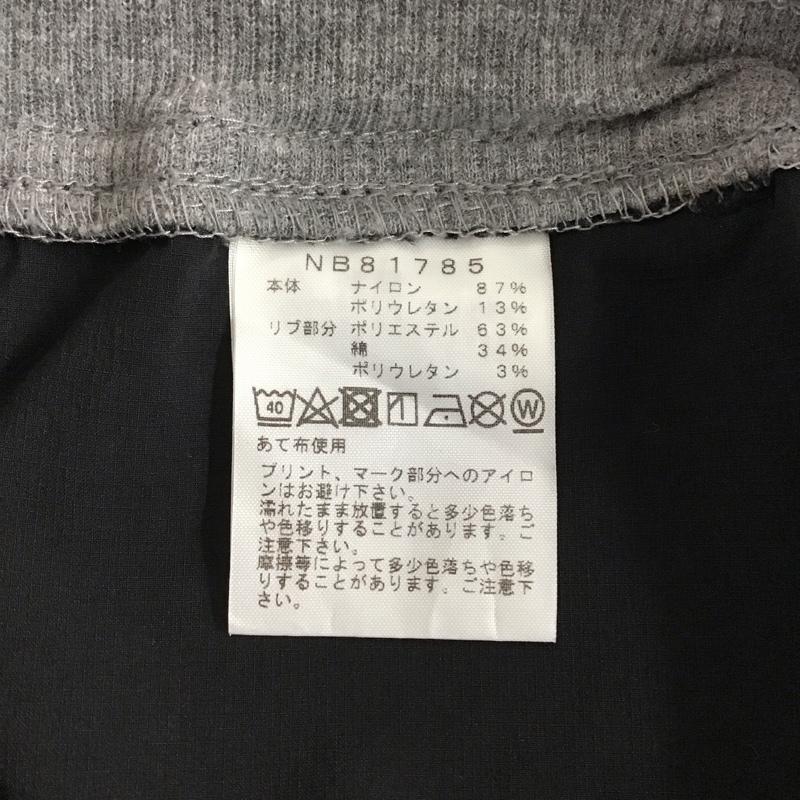 NB81785
本体 ナイロン 87%
ポリウレタン 13%
リブ部分 ポリエステル 63%
綿 34%
ポリウレタン 3%
40 W
あて布使用
プリント、マーク部分へのアイロ
ンはお避け下さい。
濡れたまま放置すると多少色落ち
や色移りすることがあります。ご
注意下さい。
摩擦等によって多少色落ちや色移
りすることがあります。ご注意下
さい。